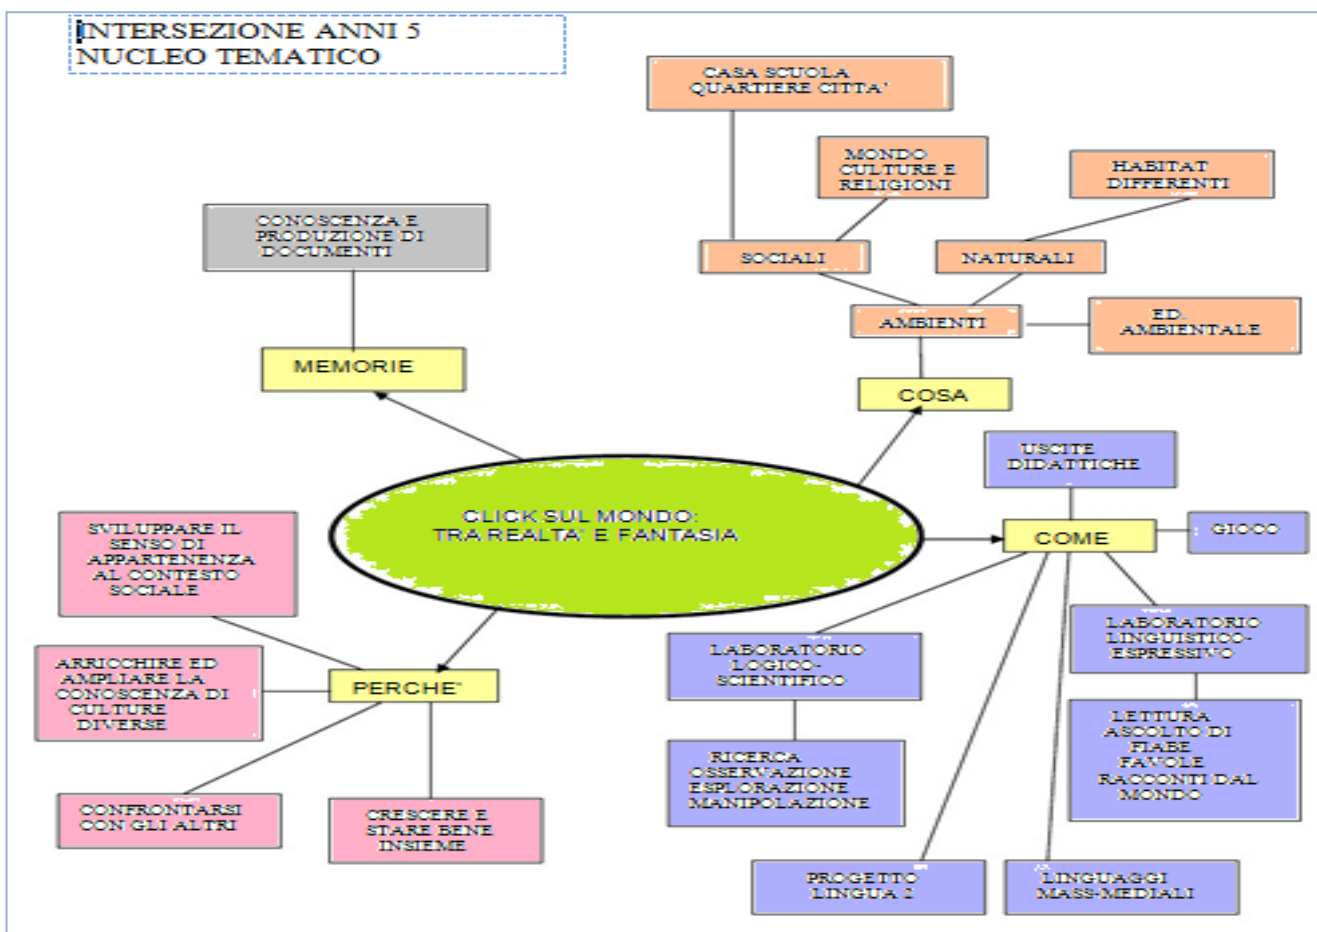 INTERSEZIONE ANNI 5
NUCLEO TEMATICO
CASA SCUOLA
QUARTIERE CITTA'
MONDO
CULTURE E
RELIGIONI
HABITAT
DIFFERENTI
CONOSCENZA E
PRODUZIONE DI
DOCUMENTI
SOCIALI
NATURALI
AMBIENTI
ED.
AMBIENTALE
MEMORIE
COSA
USCITE
DIDATTICHE
CLICK SUL MONDO:
TRA REALTA' E FANTASIA
COME
GIOCO
SVILUPPARE IL
SENSO DI
APPARTENENZA
AL CONTESTO
SOCIALE
LABORATORIO
LOGICO-
SCIENTIFICO
LABORATORIO
LINGUISTICO-
ESPRESSIVO
ARRICCHIRE ED
AMPLIARE LA
CONOSCENZA DI
CULTURE
DIVERSE
PERCHE'
LETTURA
ASCOLTO DI
FIABE
FAVOLE
RACCONTI DAL
MONDO
RICERCA
OSSERVAZIONE
ESPLORAZIONE
MANIPOLAZIONE
CONFRONTARSI
CON GLI ALTRI
CRESCERE E
STARE BENE
INSIEME
PROGETTO
LINGUA 2
LINGUAGGI
MASS-MEDIALI